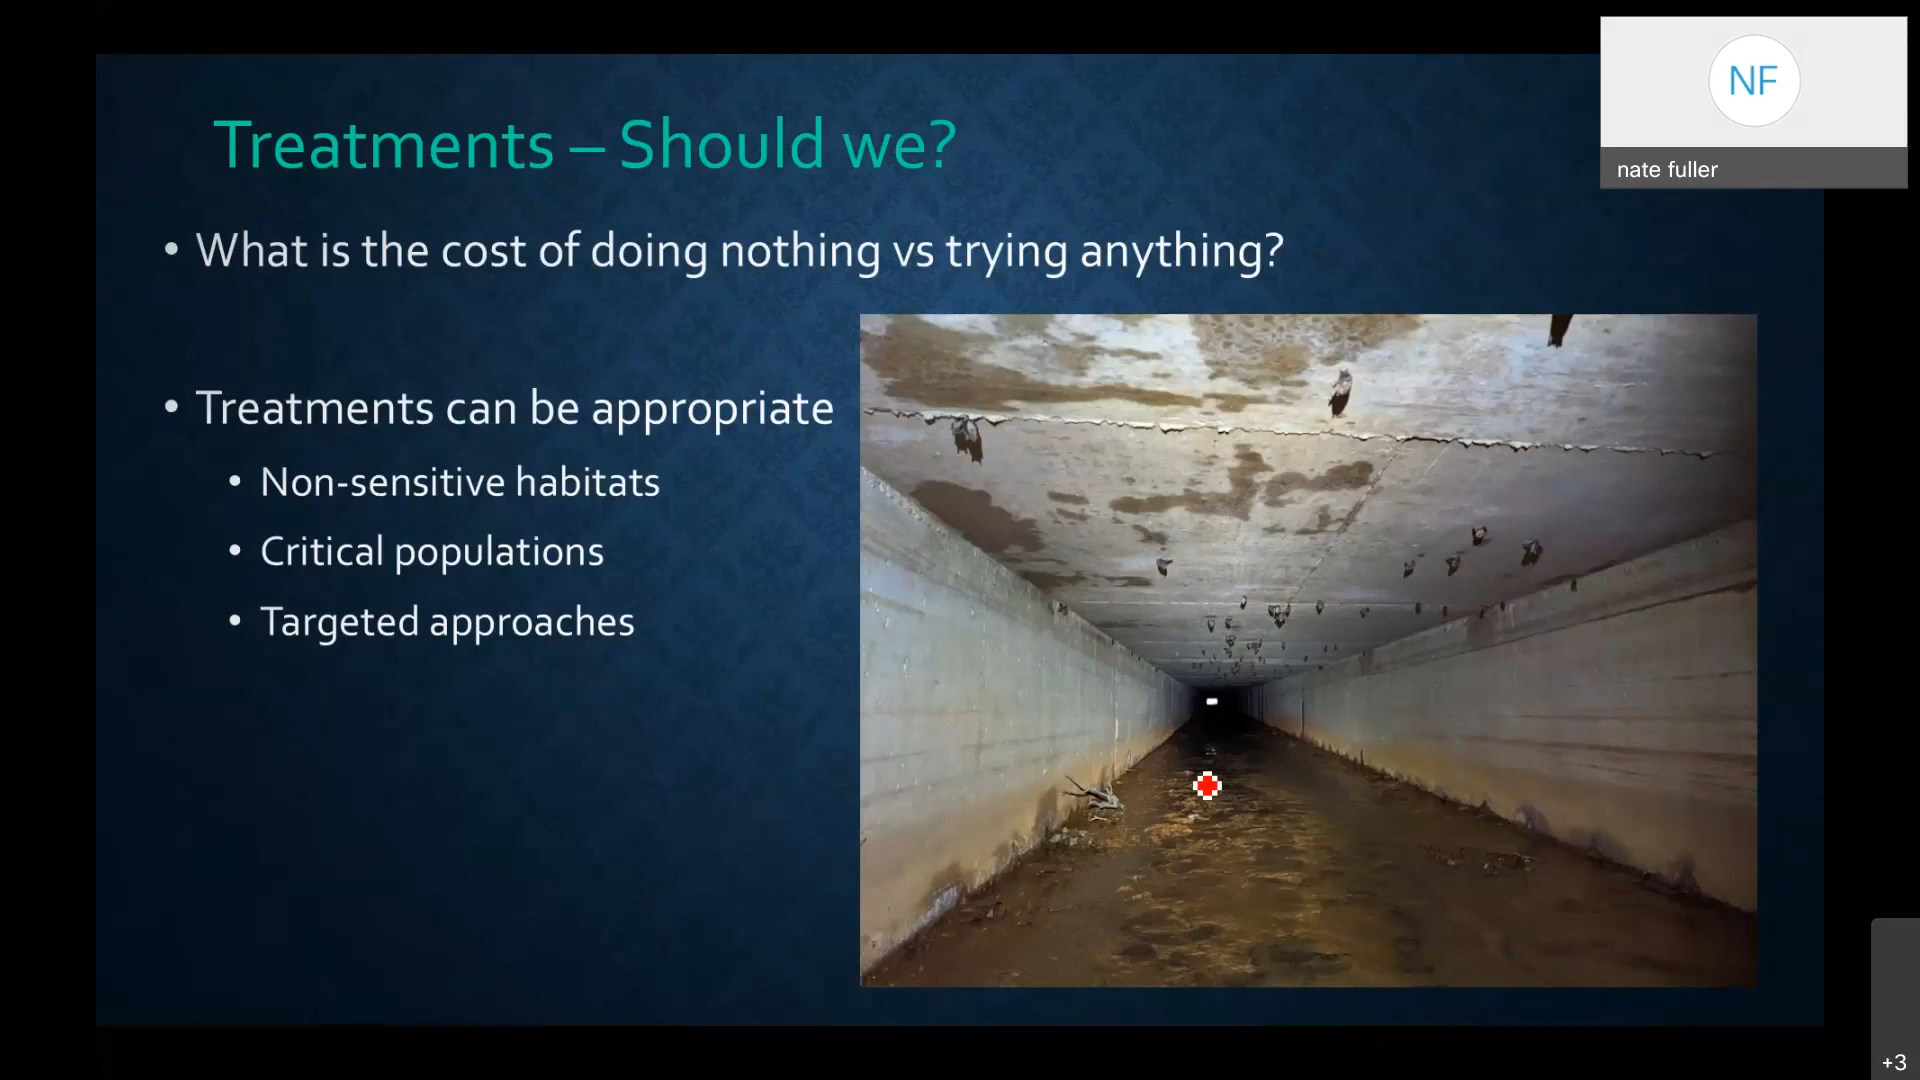 Treatments – Should we?
• What is the cost of doing nothing vs trying anything?
• Treatments can be appropriate
• Non-sensitive habitats
• Critical populations
• Targeted approaches
NF
nate fuller
+3